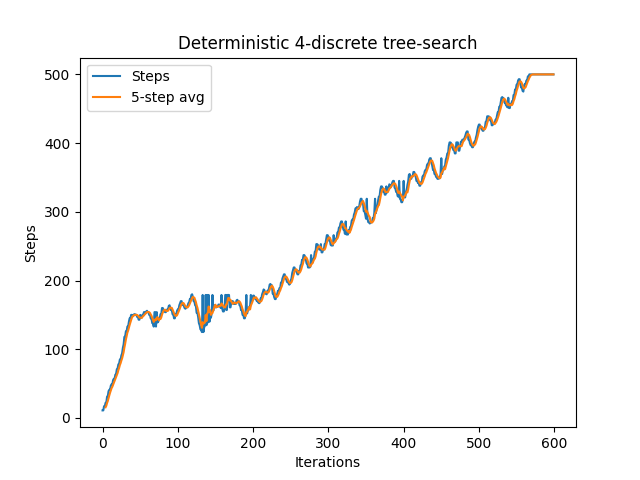 Deterministic 4-discrete tree-search
Steps
5-step avg
Steps
500
400
300
200
100
0
0 100 200 300 400 500 600
Iterations